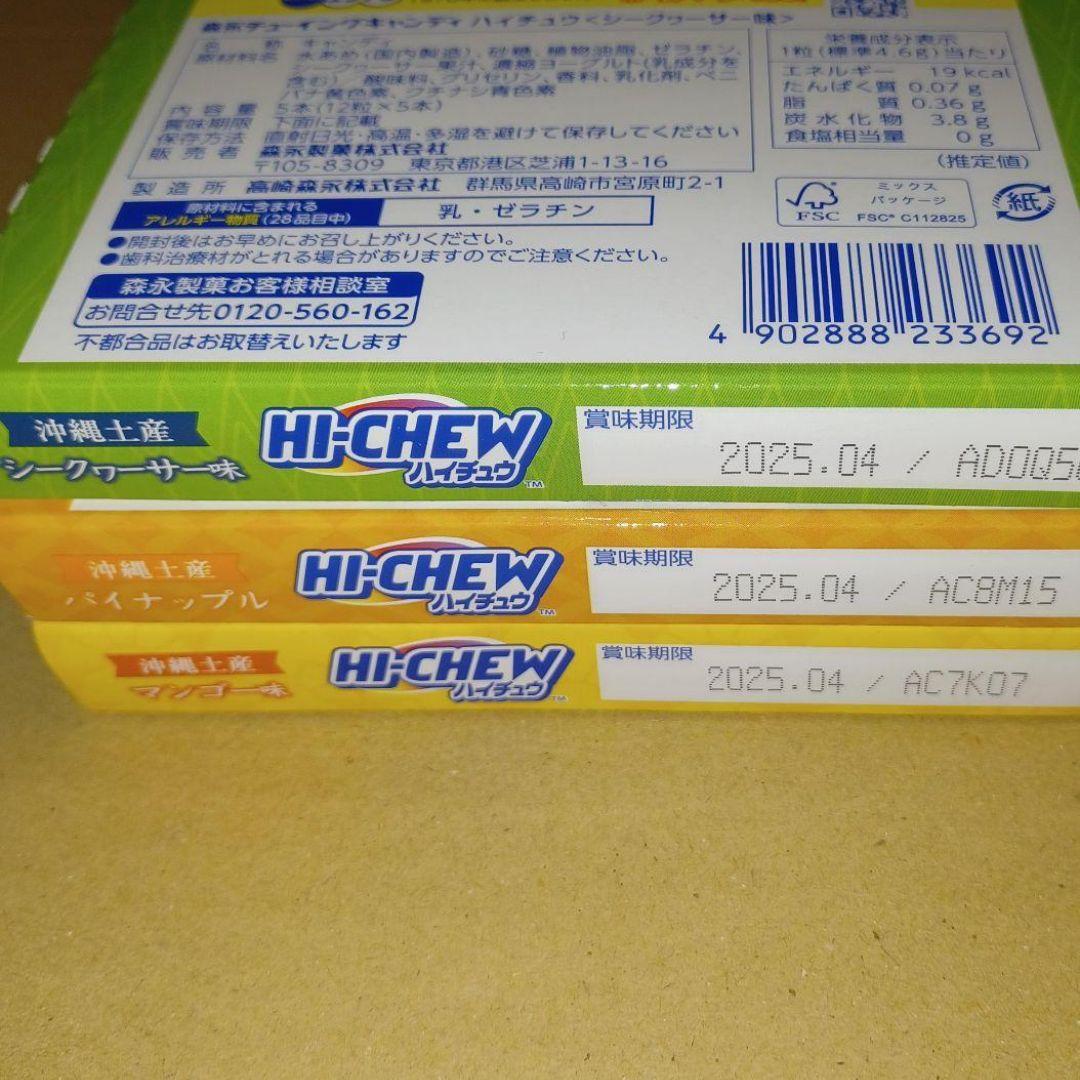 森永チューイングキャンディ ハイチュウ<シークヮーサー味>
名称 キャンディ
原材料名 水あめ(国内製造)、砂糖、植物油脂、ゼラチン、
シークヮーサー果汁、濃縮ヨーグルト(乳成分を
含む)/酸味料、グリセリン、香料、乳化剤、ベニ
バナ黄色素、クチナシ青色素
内容量 5本(12粒×5本)
賞味期限 下面に記載
保存方法 直射日光・高温・多湿を避けて保存してください
販売者 森永製菓株式会社
〒105-8309 東京都港区芝浦1-13-16
製造所 高崎森永株式会社 群馬県高崎市宮原町2-1
原材料に含まれる
アレルギー物質(28品目中)
乳・ゼラチン
●開封後はお早めにお召し上がりください。
●歯科治療材がとれる場合がありますのでご注意ください。
森永製菓お客様相談室
お問合せ先0120-560-162
不都合品はお取替えいたします
栄養成分表示
1粒(標準4.6g)当たり
エネルギー 19kcal
たんぱく質 0.07g
脂質 0.36g
炭水化物 3.8g
食塩相当量 0g
(推定値)
FSC
ミックス
パッケージ
FSC® C112825
紙
4 902888 233692
沖縄土産
シークヮーサー味
HI-CHEW
ハイチュウ
TM
賞味期限
2025.04 / AD0Q5
沖縄土産
パイナップル
HI-CHEW
ハイチュウ
TM
賞味期限
2025.04 / AC8M15
沖縄土産
マンゴー味
HI-CHEW
ハイチュウ
TM
賞味期限
2025.04 / AC7K07